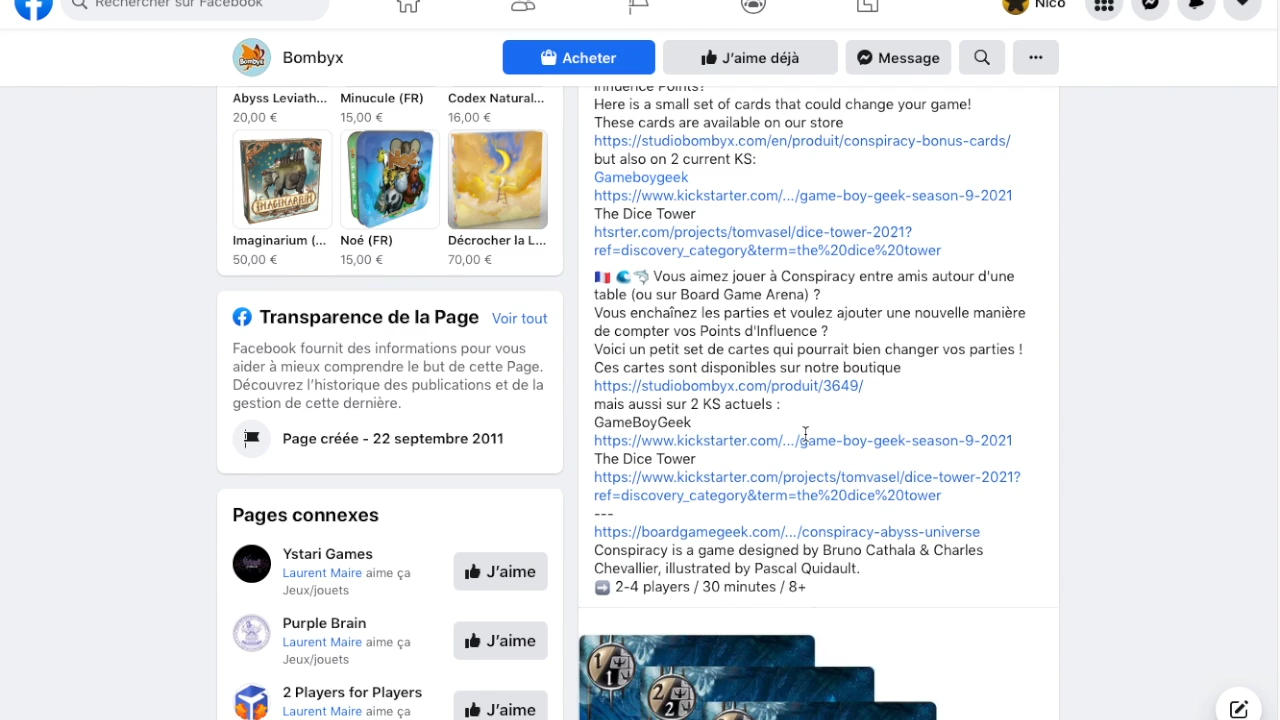 Rechercher sur Facebook
Nico
Bombyx
Bombyx
Acheter
J'aime déjà
Message
Abyss Leviath...
Minucule (FR)
Codex Natural...
20,00 €
15,00 €
16,00 €
IMAGINARIUM
Imaginarium (...
Noé (FR)
Décrocher la L...
50,00 €
15,00 €
70,00 €
Transparence de la Page
Voir tout
Facebook fournit des informations pour vous
aider à mieux comprendre le but de cette Page.
Découvrez l'historique des publications et de la
gestion de cette dernière.
Page créée - 22 septembre 2011
Pages connexes
Ystari Games
Laurent Maire aime ça
Jeux/jouets
J'aime
Purple Brain
Laurent Maire aime ça
Jeux/jouets
J'aime
2 Players for Players
Laurent Maire aime ça
J'aime
Influence Points?
Here is a small set of cards that could change your game!
These cards are available on our store
https://studiobombyx.com/en/produit/conspiracy-bonus-cards/
but also on 2 current KS:
Gameboygeek
https://www.kickstarter.com/.../game-boy-geek-season-9-2021
The Dice Tower
htsrter.com/projects/tomvasel/dice-tower-2021?
ref=discovery_category&term=the%20dice%20tower
🇫🇷 🌊 🐬 Vous aimez jouer à Conspiracy entre amis autour d'une
table (ou sur Board Game Arena) ?
Vous enchaînez les parties et voulez ajouter une nouvelle manière
de compter vos Points d'Influence ?
Voici un petit set de cartes qui pourrait bien changer vos parties !
Ces cartes sont disponibles sur notre boutique
https://studiobombyx.com/produit/3649/
mais aussi sur 2 KS actuels :
GameBoyGeek
https://www.kickstarter.com/.../game-boy-geek-season-9-2021
The Dice Tower
https://www.kickstarter.com/projects/tomvasel/dice-tower-2021?
ref=discovery_category&term=the%20dice%20tower
---
https://boardgamegeek.com/.../conspiracy-abyss-universe
Conspiracy is a game designed by Bruno Cathala & Charles
Chevallier, illustrated by Pascal Quidault.
➡️ 2-4 players / 30 minutes / 8+
1
1
2
2